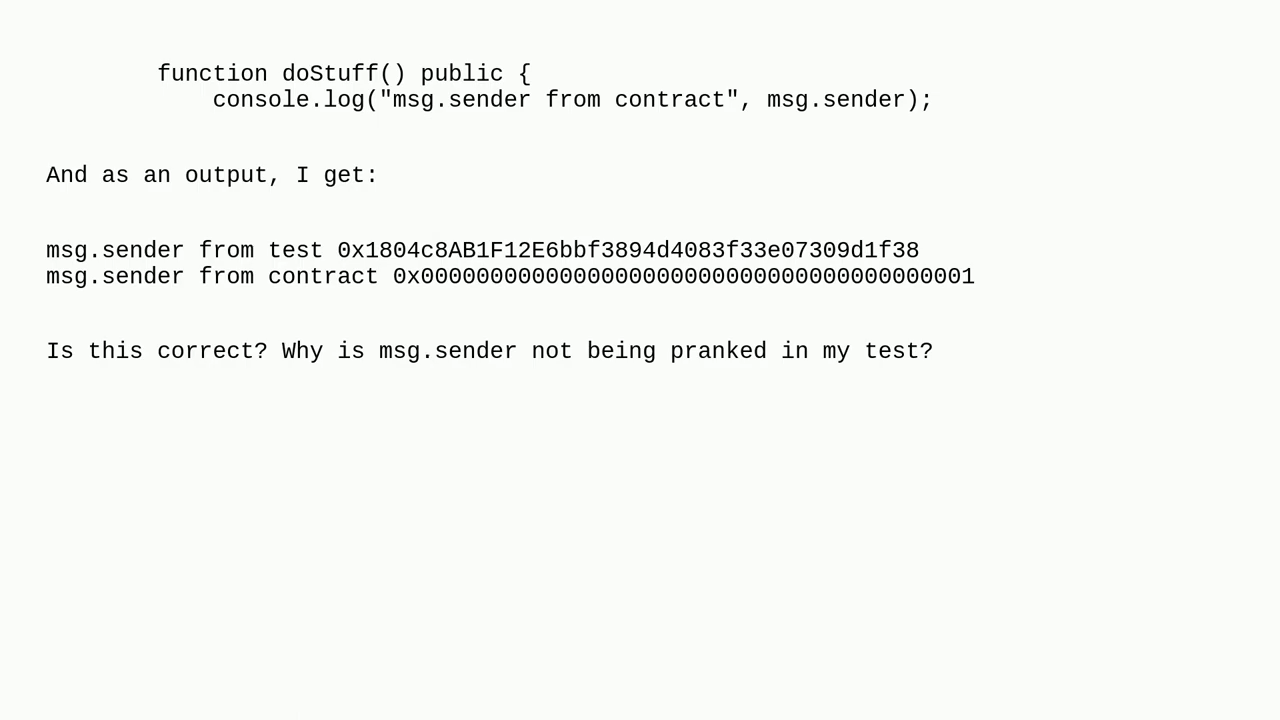 function doStuff() public {
console.log("msg.sender from contract", msg.sender);
And as an output, I get:
msg.sender from test 0x1804c8AB1F12E6bbf3894d4083f33e07309d1f38
msg.sender from contract 0x0000000000000000000000000000000000000001
Is this correct? Why is msg.sender not being pranked in my test?